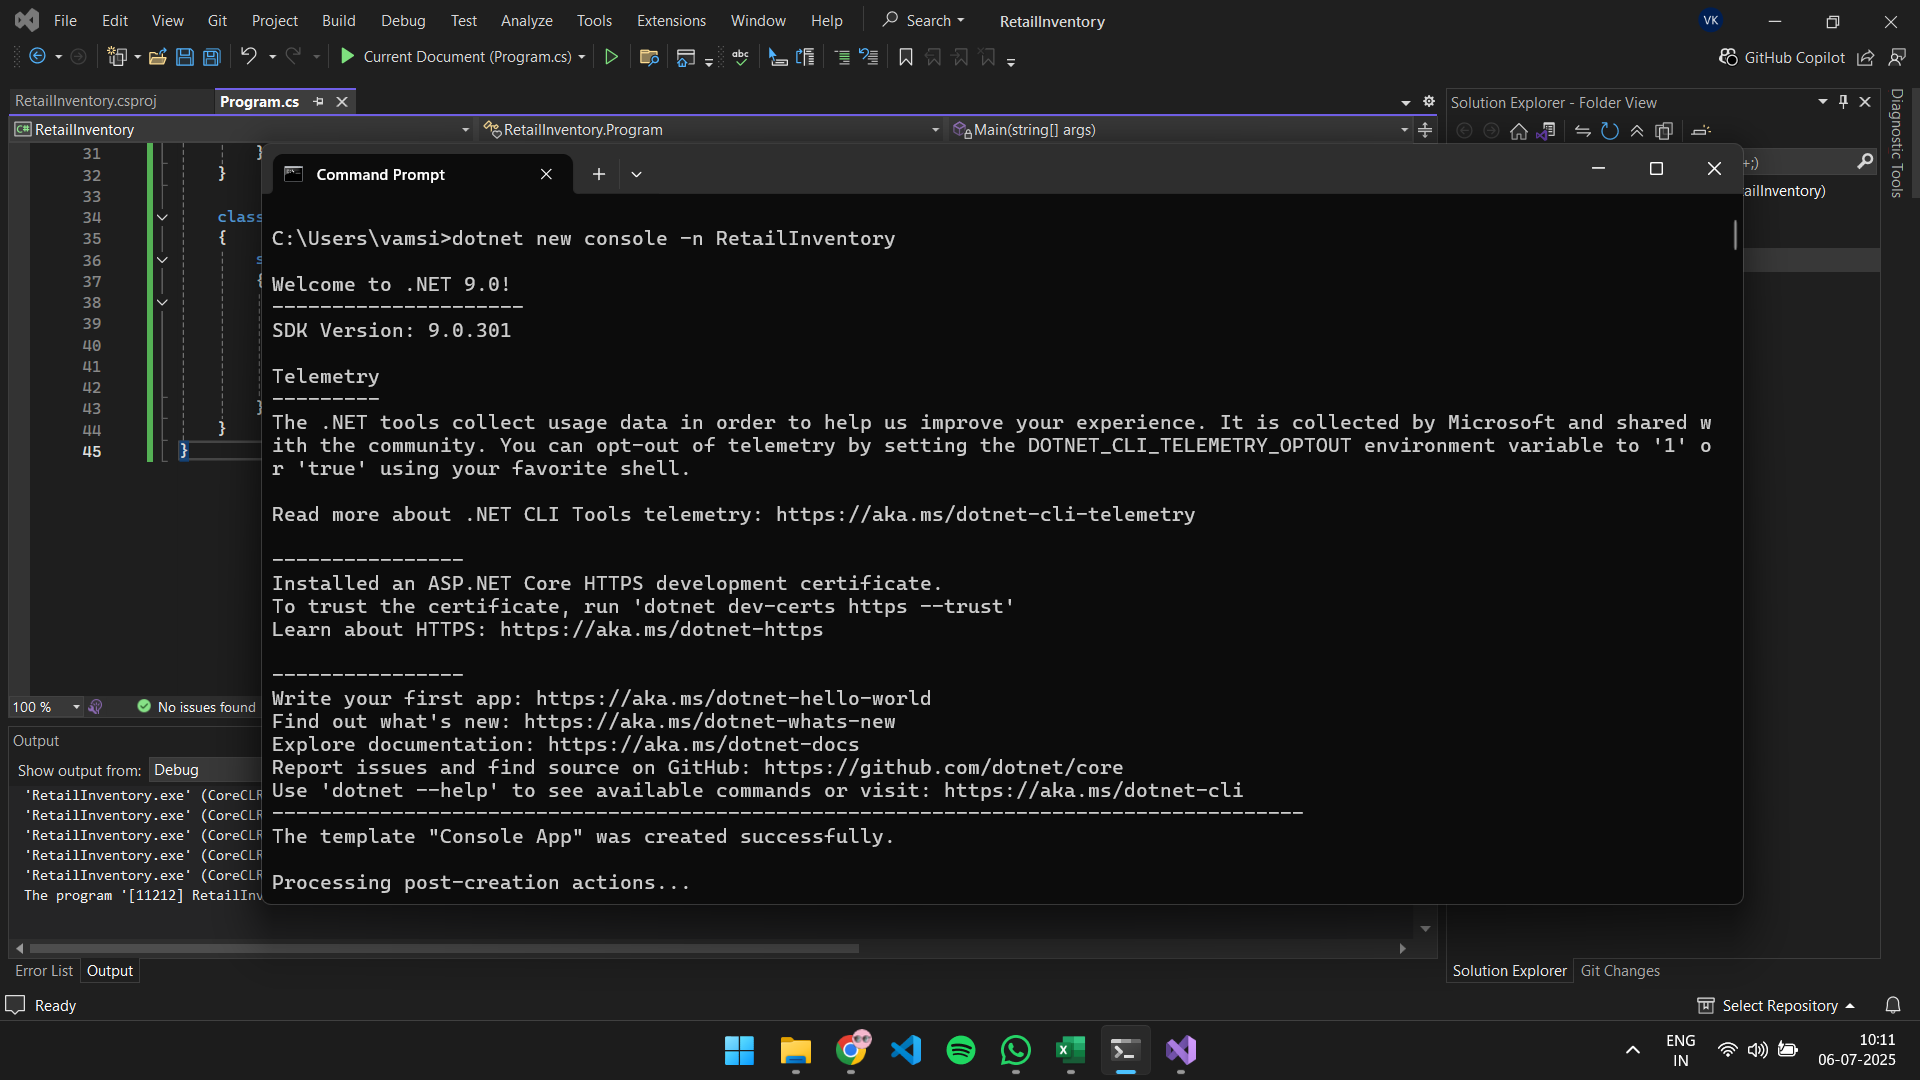 File Edit View Git Project Build Debug Test Analyze Tools Extensions Window Help Search RetailInventory VK
Current Document (Program.cs) abc GitHub Copilot
RetailInventory.csproj Program.cs
Solution Explorer - Folder View
Diagnostic Tools
C# RetailInventory RetailInventory.Program Main(string[] args)
31 }
32 }
33
34 class
35 {
36
37 {
38
39
40
41
42
43 }
44 }
45 }
+;)
ailInventory)
Command Prompt
C:\Users\vamsi>dotnet new console -n RetailInventory
Welcome to .NET 9.0!
---------------------
SDK Version: 9.0.301
Telemetry
---------
The .NET tools collect usage data in order to help us improve your experience. It is collected by Microsoft and shared w
ith the community. You can opt-out of telemetry by setting the DOTNET_CLI_TELEMETRY_OPTOUT environment variable to '1' o
r 'true' using your favorite shell.
Read more about .NET CLI Tools telemetry: https://aka.ms/dotnet-cli-telemetry
----------------
Installed an ASP.NET Core HTTPS development certificate.
To trust the certificate, run 'dotnet dev-certs https --trust'
Learn about HTTPS: https://aka.ms/dotnet-https
----------------
Write your first app: https://aka.ms/dotnet-hello-world
Find out what's new: https://aka.ms/dotnet-whats-new
Explore documentation: https://aka.ms/dotnet-docs
Report issues and find source on GitHub: https://github.com/dotnet/core
Use 'dotnet --help' to see available commands or visit: https://aka.ms/dotnet-cli
--------------------------------------------------------------------------------------
The template "Console App" was created successfully.
Processing post-creation actions...
100 % No issues found
Output
Show output from: Debug
'RetailInventory.exe' (CoreCLR
'RetailInventory.exe' (CoreCLR
'RetailInventory.exe' (CoreCLR
'RetailInventory.exe' (CoreCLR
'RetailInventory.exe' (CoreCLR
The program '[11212] RetailInv
Error List Output
Solution Explorer Git Changes
Ready
Select Repository
ENG
IN
10:11
06-07-2025